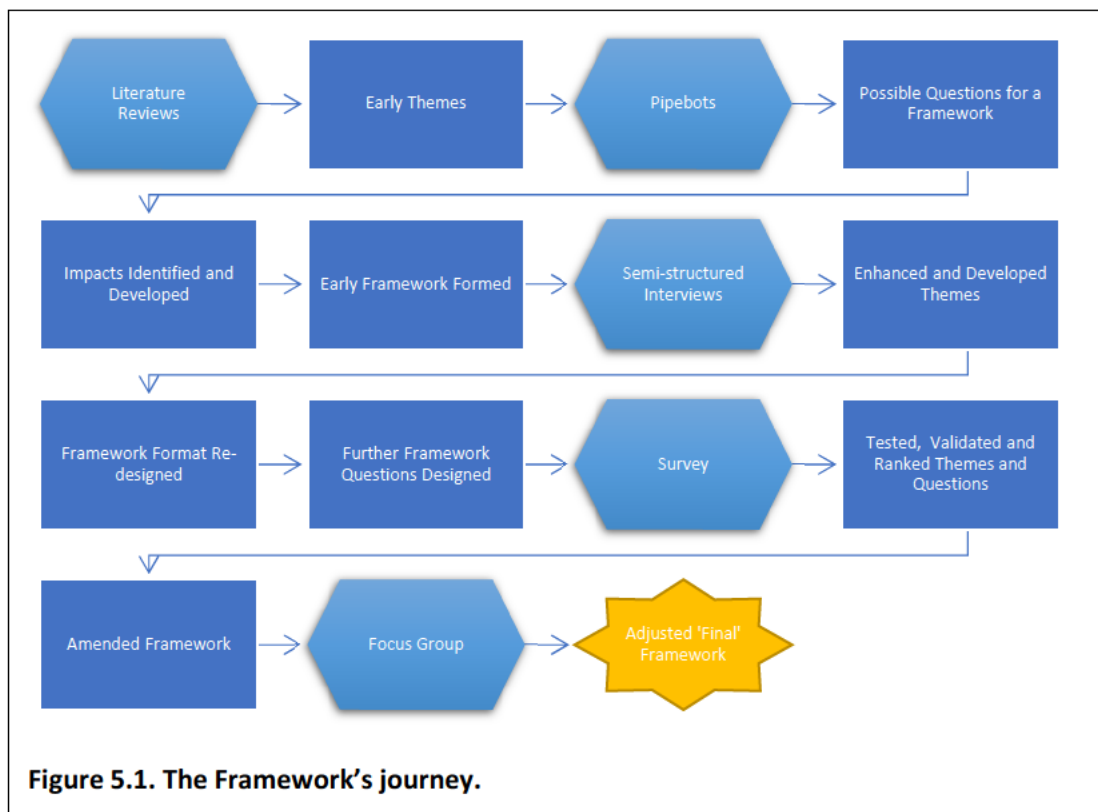 Literature
Reviews
Early Themes
Pipebots
Possible Questions for a
Framework
Impacts Identified and
Developed
Early Framework Formed
Semi-structured
Interviews
Enhanced and Developed
Themes
Framework Format Re-
designed
Further Framework
Questions Designed
Survey
Tested, Validated and
Ranked Themes and
Questions
Amended Framework
Focus Group
Adjusted 'Final'
Framework
Figure 5.1. The Framework’s journey.